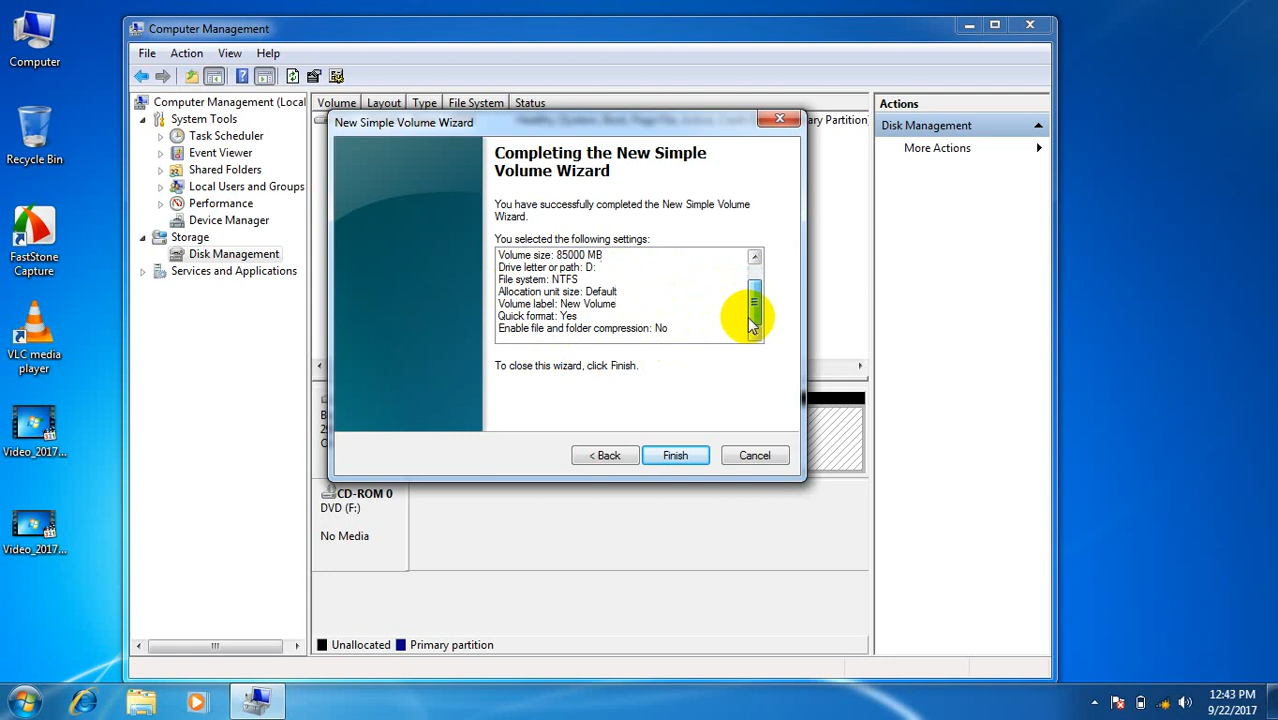 Computer
Recycle Bin
FastStone
Capture
VLC media
player
Video_2017...
Video_2017...
Computer Management
File Action View Help
Computer Management (Local
System Tools
Task Scheduler
Event Viewer
Shared Folders
Local Users and Groups
Performance
Device Manager
Storage
Disk Management
Services and Applications
Volume Layout Type File System Status
mary Partition)
New Simple Volume Wizard
Completing the New Simple
Volume Wizard
You have successfully completed the New Simple Volume
Wizard.
You selected the following settings:
Volume size: 85000 MB
Drive letter or path: D:
File system: NTFS
Allocation unit size: Default
Volume label: New Volume
Quick format: Yes
Enable file and folder compression: No
To close this wizard, click Finish.
< Back Finish Cancel
CD-ROM 0
DVD (F:)
No Media
Unallocated Primary partition
Actions
Disk Management
More Actions
12:43 PM
9/22/2017